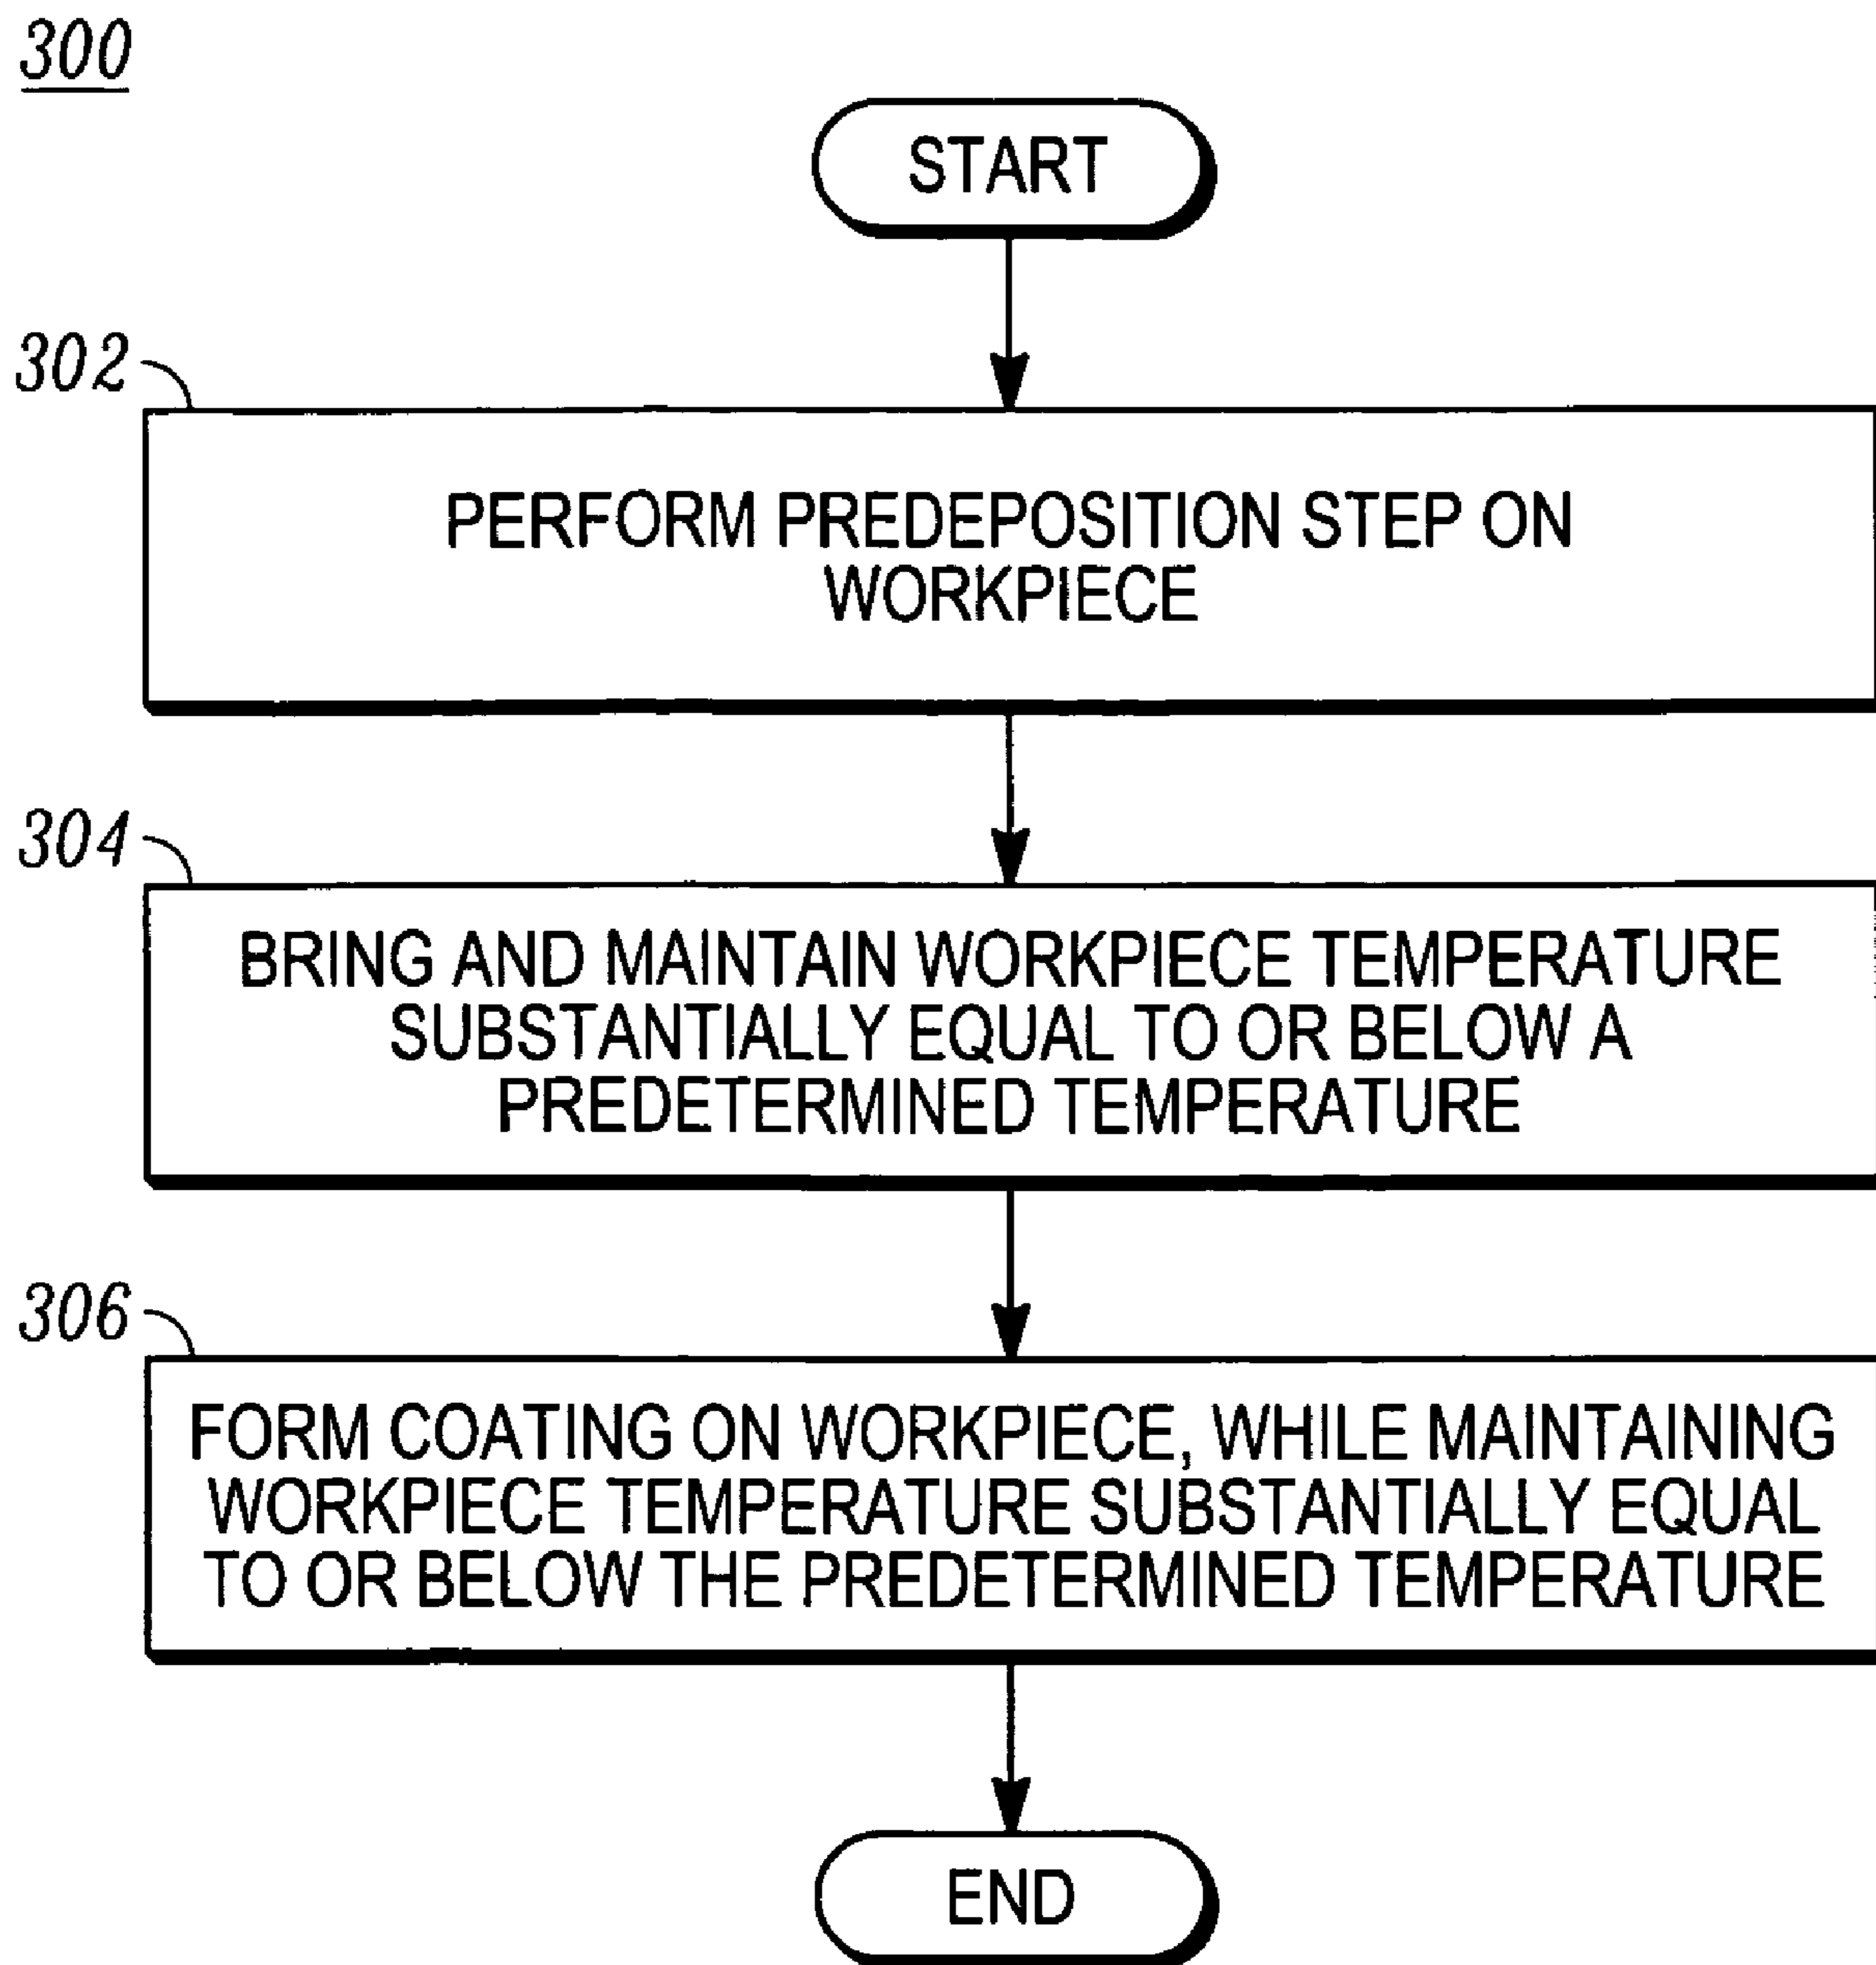 300
START
302
PERFORM PREDEPOSITION STEP ON
WORKPIECE
304
BRING AND MAINTAIN WORKPIECE TEMPERATURE
SUBSTANTIALLY EQUAL TO OR BELOW A
PREDETERMINED TEMPERATURE
306
FORM COATING ON WORKPIECE, WHILE MAINTAINING
WORKPIECE TEMPERATURE SUBSTANTIALLY EQUAL
TO OR BELOW THE PREDETERMINED TEMPERATURE
END